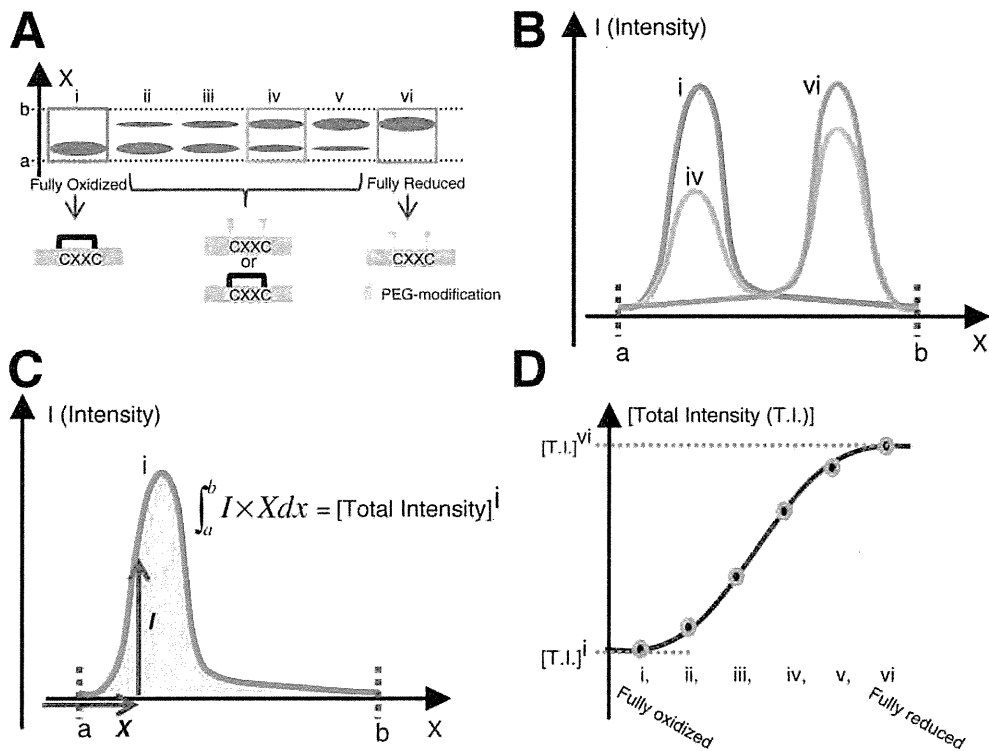 A
X
i ii iii iv v vi
b
a
Fully Oxidized
Fully Reduced
CXXC
CXXC
or
CXXC
CXXC
PEG-modification
B
I (Intensity)
i
vi
iv
a
b
X
C
I (Intensity)
i
∫ₐᵇ I × Xdx = [Total Intensity]ⁱ
I
a
X
b
X
D
[Total Intensity (T.I.)]
[T.I.]ᵛⁱ
[T.I.]ⁱ
i, ii, iii, iv, v, vi
Fully oxidized
Fully reduced